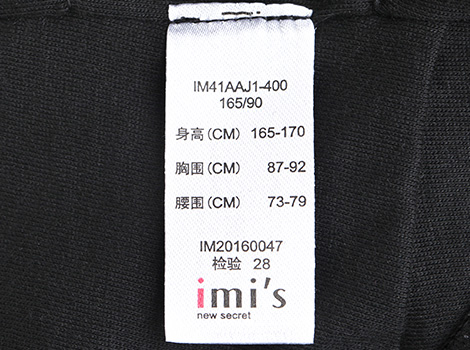 IM41AAJ1-400
165/90
身高(CM) 165-170
胸围(CM) 87-92
腰围(CM) 73-79
IM20160047
检验 28
imi's
new secret